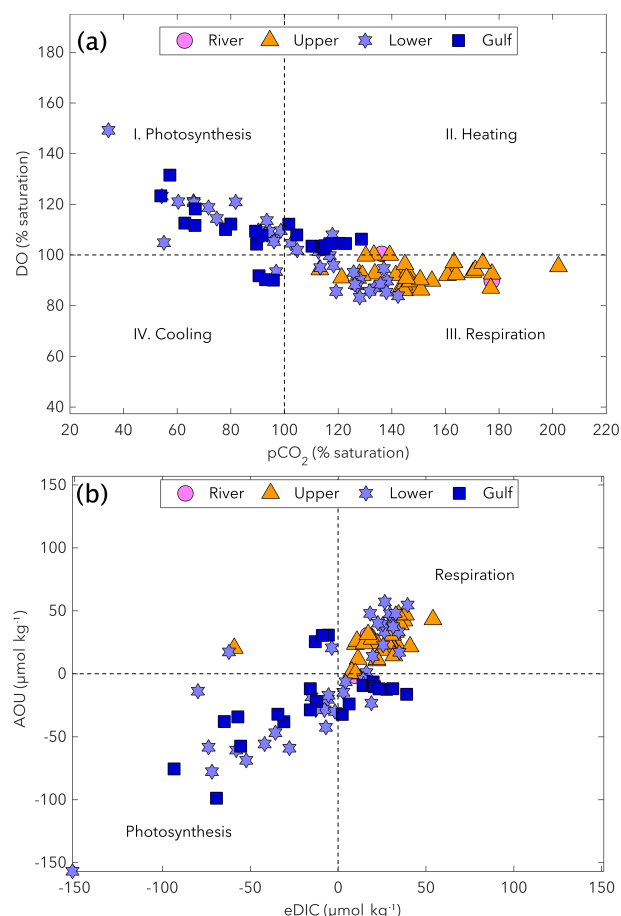 (a)
River Upper Lower Gulf
180
160
140
120
100
80
60
40
DO (% saturation)
I. Photosynthesis
II. Heating
IV. Cooling
III. Respiration
20 40 60 80 100 120 140 160 180 200 220
pCO2 (% saturation)
(b)
River Upper Lower Gulf
150
100
50
0
-50
-100
-150
AOU (µmol kg-1)
Respiration
Photosynthesis
-150 -100 -50 0 50 100 150
eDIC (µmol kg-1)